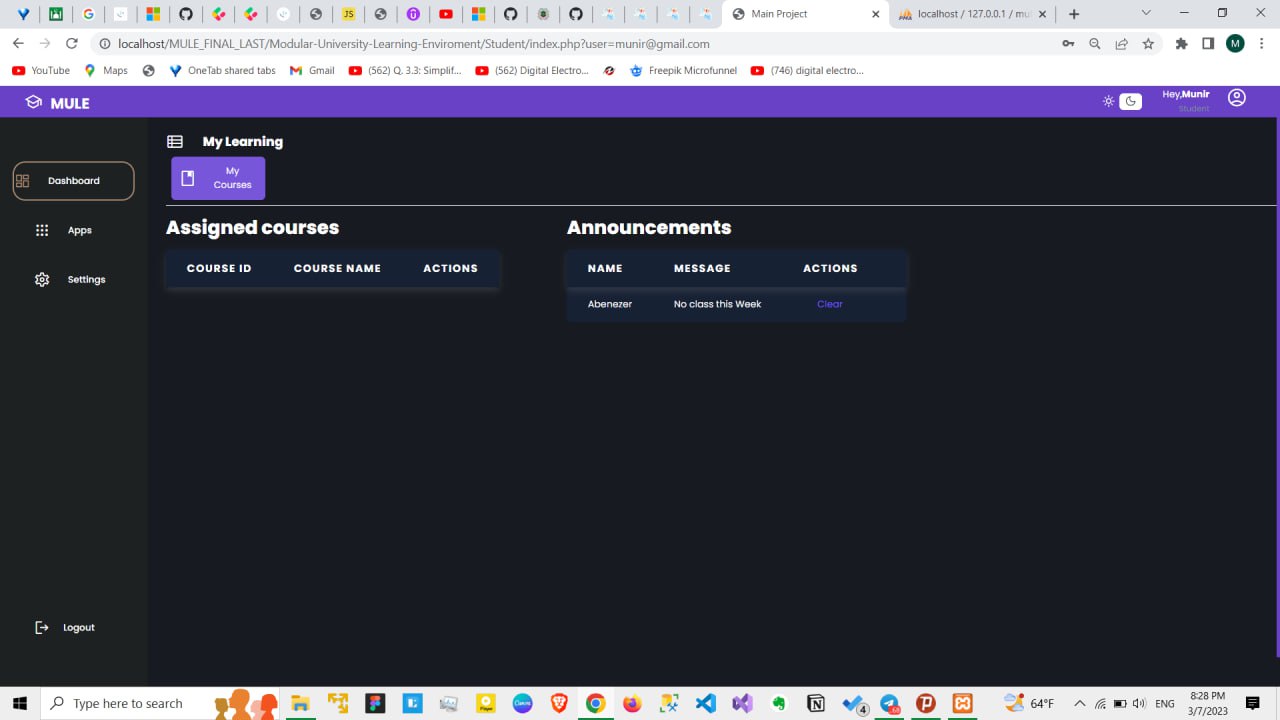 Main Project
localhost / 127.0.0.1 / mu
localhost/MULE_FINAL_LAST/Modular-University-Learning-Enviroment/Student/index.php?user=munir@gmail.com
M
YouTube
Maps
OneTab shared tabs
Gmail
(562) Q, 3.3: Simplif...
(562) Digital Electro...
Freepik Microfunnel
(746) digital electro...
MULE
Hey,Munir
Student
My Learning
My
Courses
Dashboard
Apps
Settings
Logout
Assigned courses
COURSE ID COURSE NAME ACTIONS
Announcements
NAME MESSAGE ACTIONS
Abenezer No class this Week Clear
Type here to search
64°F
ENG
8:28 PM
3/7/2023